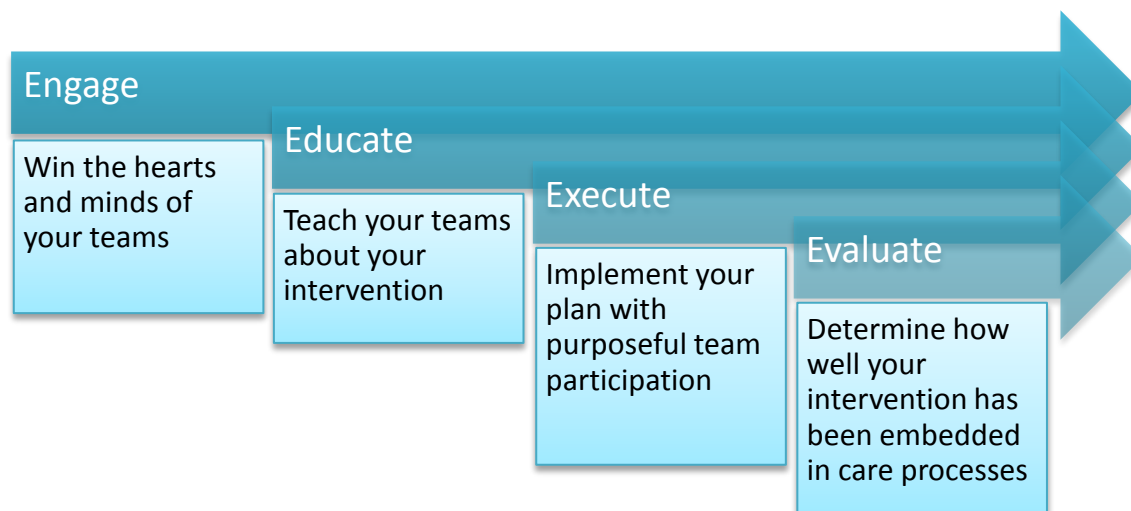 Engage
Win the hearts
and minds of
your teams
Educate
Teach your teams
about your
intervention
Execute
Implement your
plan with
purposeful team
participation
Evaluate
Determine how
well your
intervention has
been embedded
in care processes